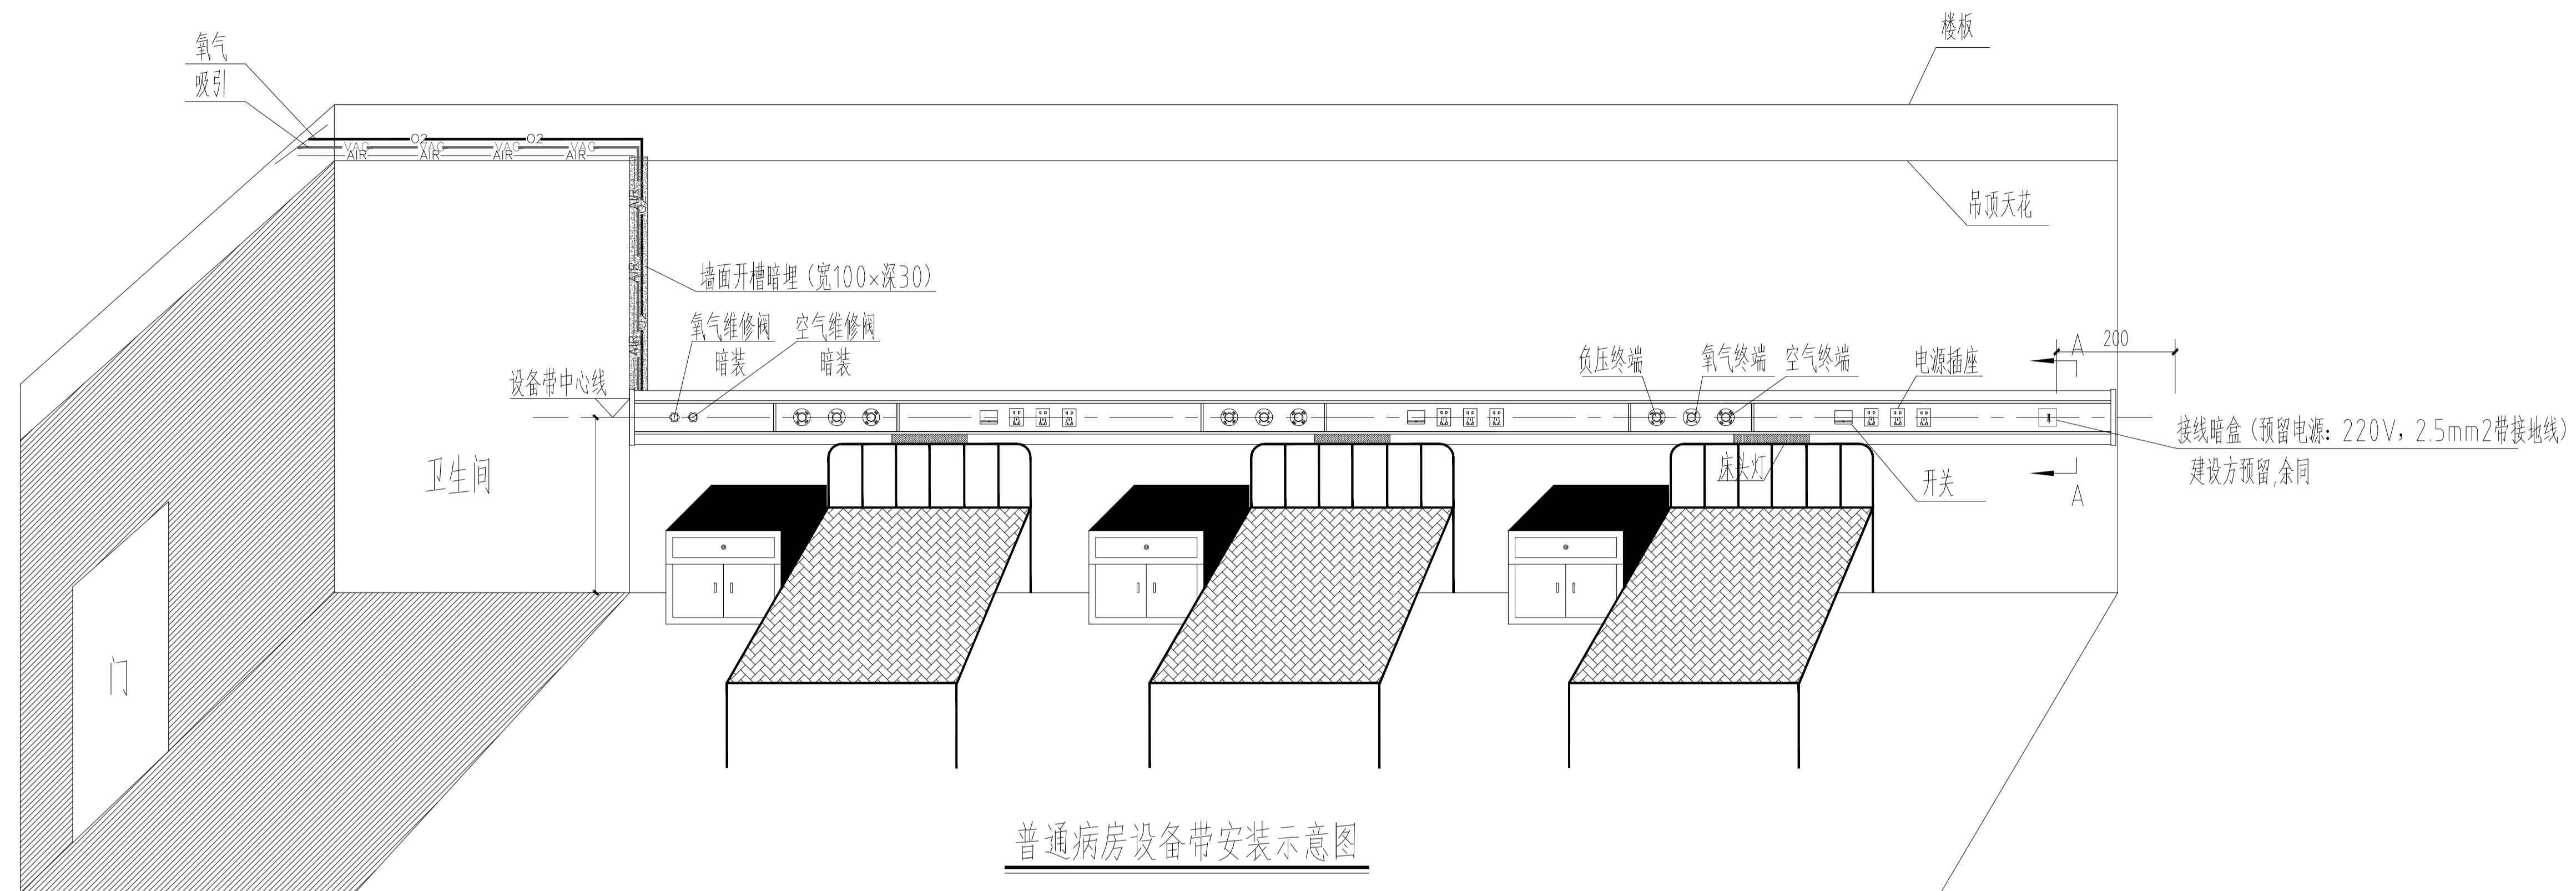 楼板
氧气
吸引
O2 O2
VAC VAC VAC VAC
AIR AIR AIR AIR
吊顶天花
AIR
O2
AIR
O2
AIR
墙面开槽暗埋（宽100×深30）
氧气维修阀
暗装
空气维修阀
暗装
设备带中心线
负压终端
氧气终端
空气终端
电源插座
A
200
接线暗盒（预留电源：220V，2.5mm2带接地线）
建设方预留,余同
卫生间
床头灯
开关
A
门
普通病房设备带安装示意图